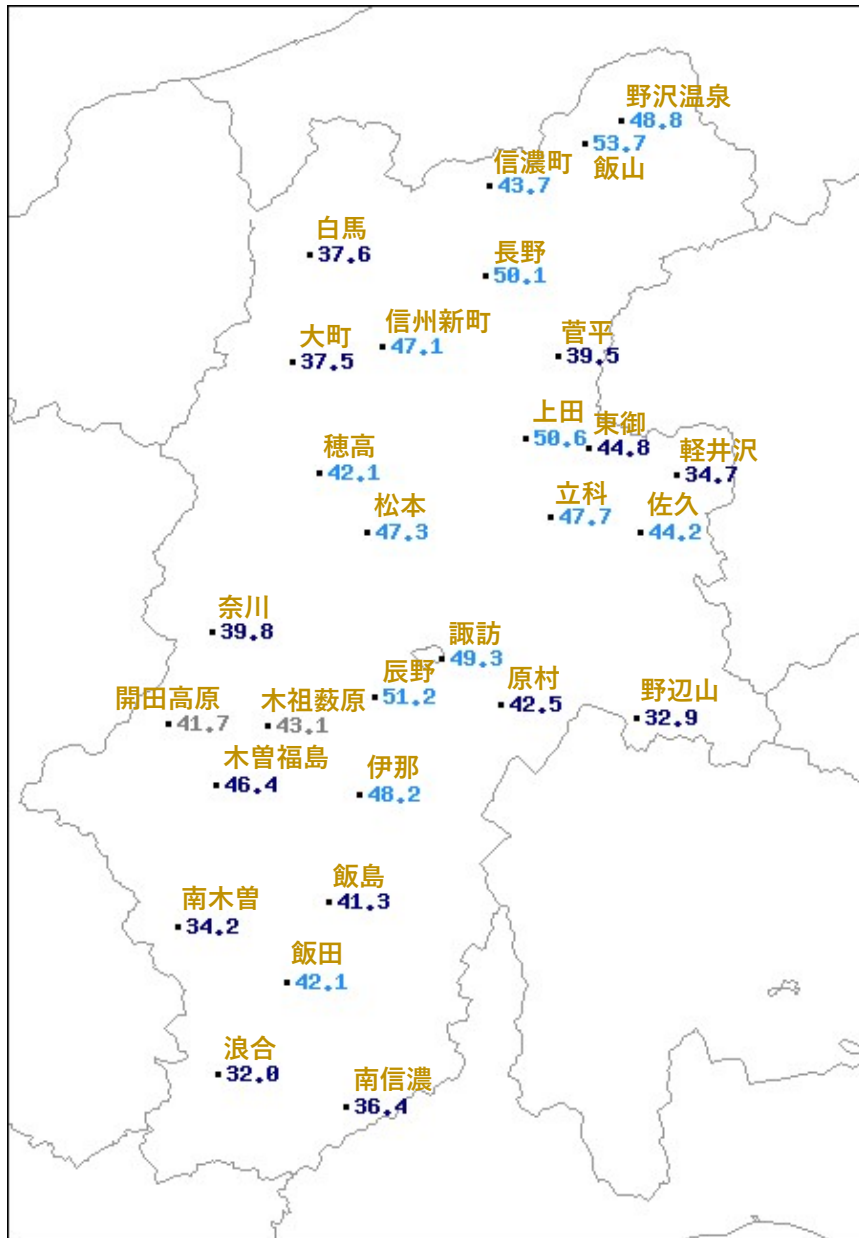 野沢温泉
48.8
53.7
飯山
信濃町
43.7
白馬
37.6
長野
50.1
信州新町
47.1
大町
37.5
菅平
39.5
上田
50.6
東御
44.8
軽井沢
34.7
穂高
42.1
松本
47.3
立科
47.7
佐久
44.2
奈川
39.8
諏訪
49.3
辰野
51.2
原村
42.5
野辺山
32.9
開田高原
41.7
木祖薮原
43.1
木曽福島
46.4
伊那
48.2
飯島
41.3
南木曽
34.2
飯田
42.1
浪合
32.0
南信濃
36.4